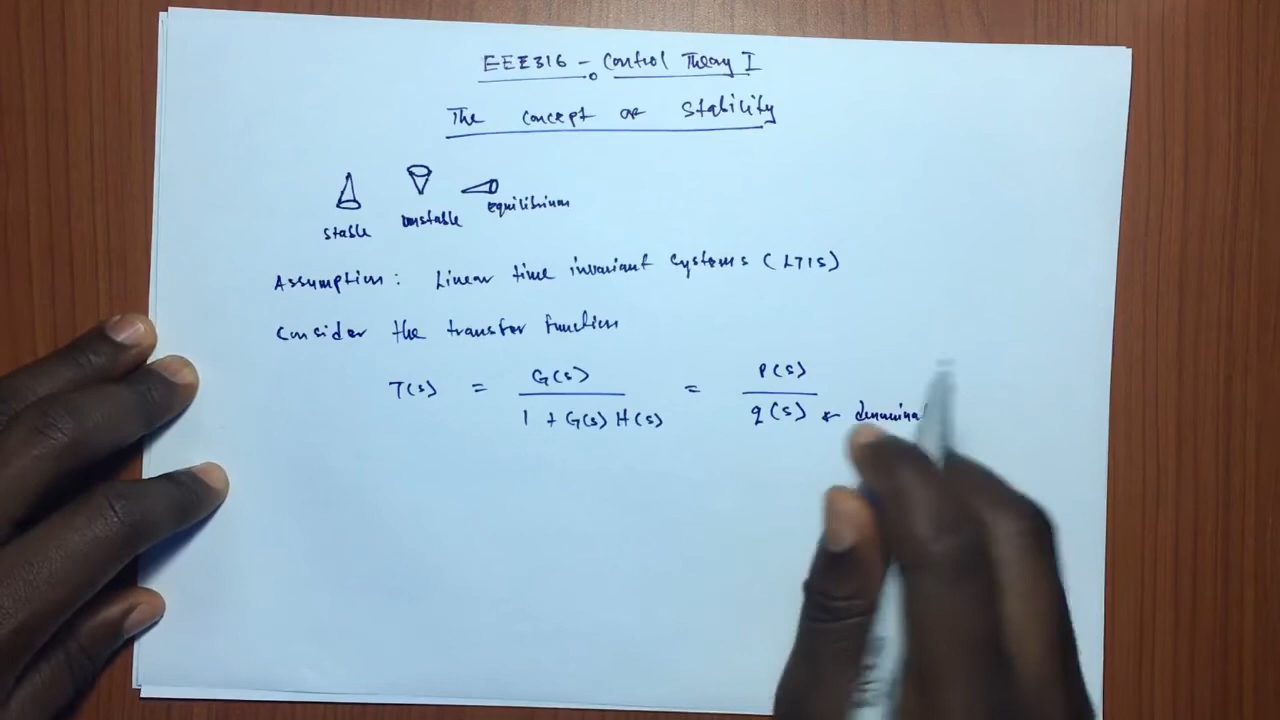 EEE316 - Control Theory I
The concept of Stability
stable unstable equilibrium
Assumption: Linear time invariant systems (LTIS)
Consider the transfer function
T(s) = G(s) / 1 + G(s) H(s) = P(s) / q(s) ← denominat